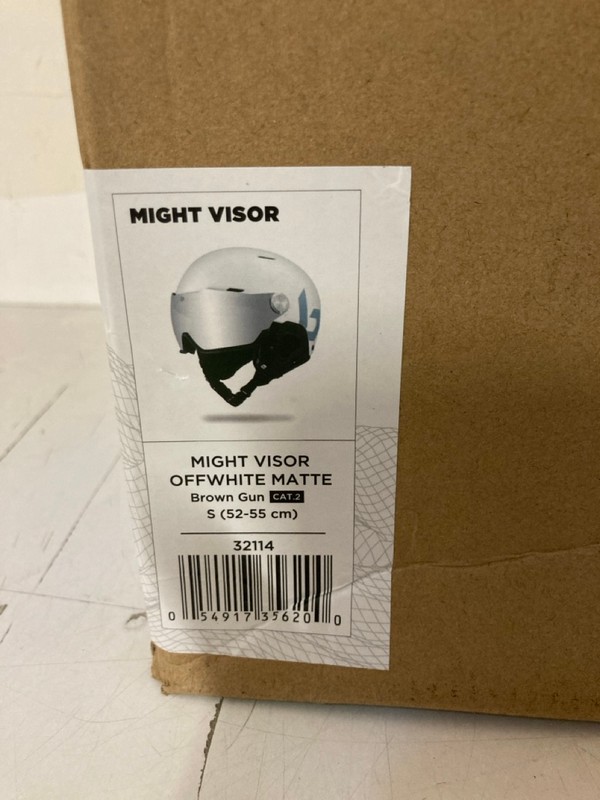 MIGHT VISOR
b
MIGHT VISOR
OFFWHITE MATTE
Brown Gun CAT.2
S (52-55 cm)
32114
0 54917 35620 0